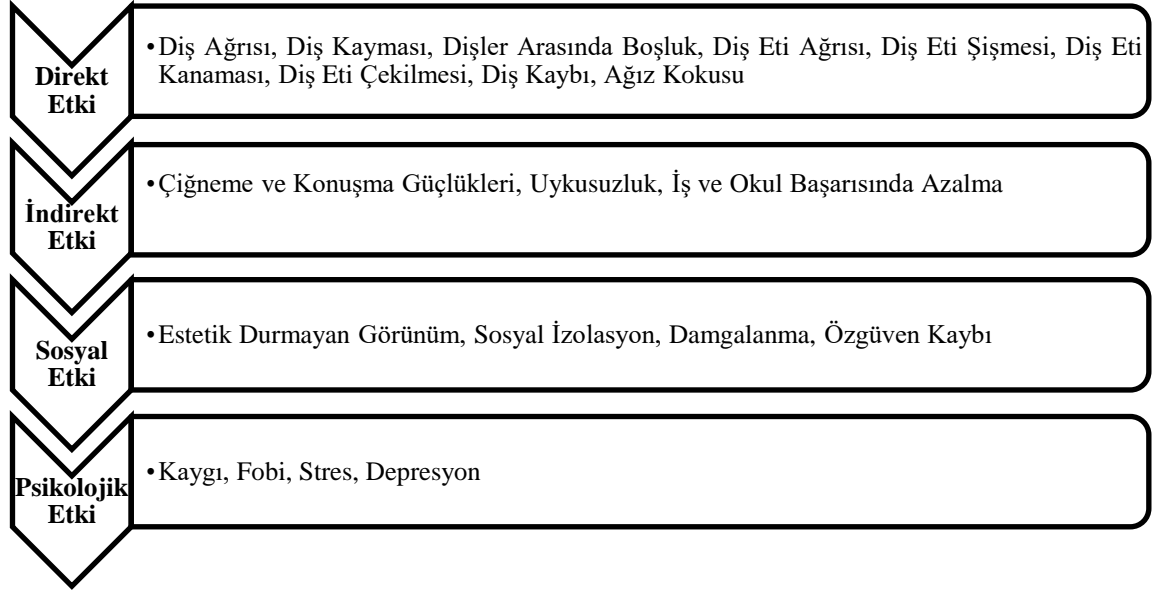 Direkt
Etki
•Diş Ağrısı, Diş Kayması, Dişler Arasında Boşluk, Diş Eti Ağrısı, Diş Eti Şişmesi, Diş Eti
Kanaması, Diş Eti Çekilmesi, Diş Kaybı, Ağız Kokusu
İndirekt
Etki
•Çiğneme ve Konuşma Güçlükleri, Uykusuzluk, İş ve Okul Başarısında Azalma
Sosyal
Etki
•Estetik Durmayan Görünüm, Sosyal İzolasyon, Damgalanma, Özgüven Kaybı
Psikolojik
Etki
•Kaygı, Fobi, Stres, Depresyon